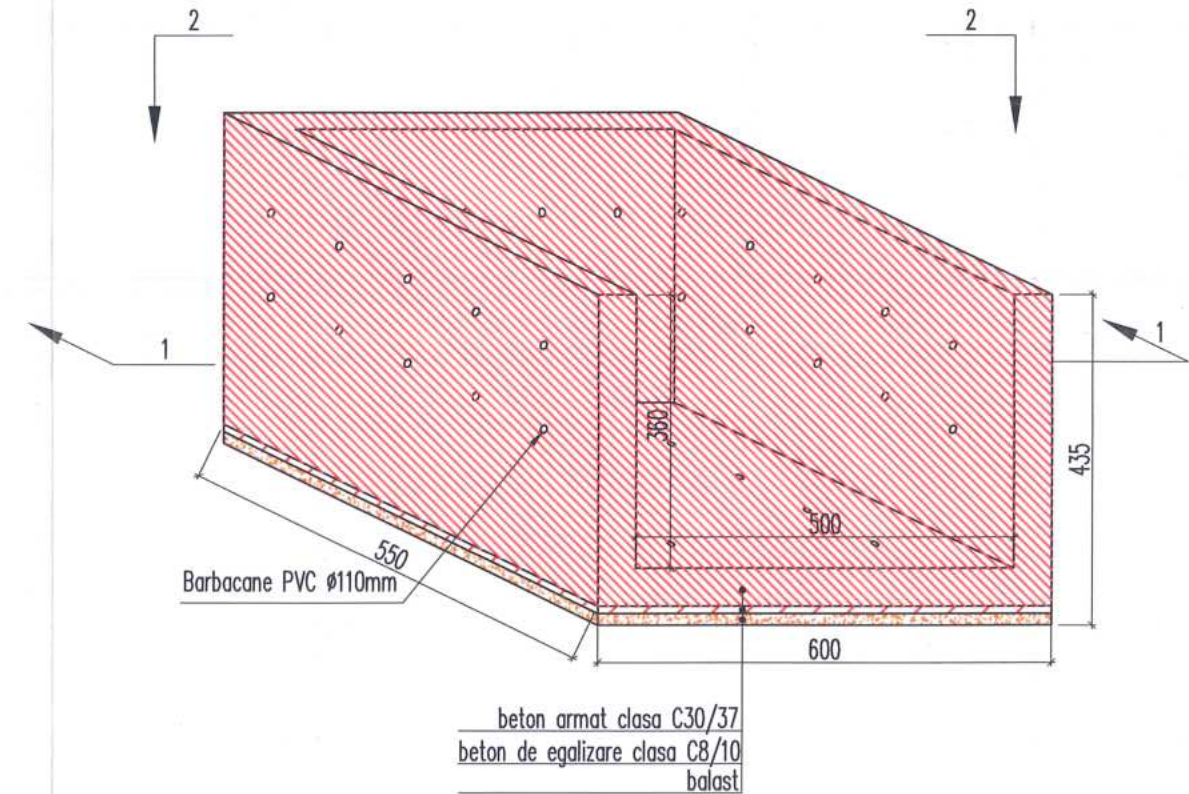 2
2
1
1
360
435
500
550
Barbacane PVC ø110mm
600
beton armat clasa C30/37
beton de egalizare clasa C8/10
balast